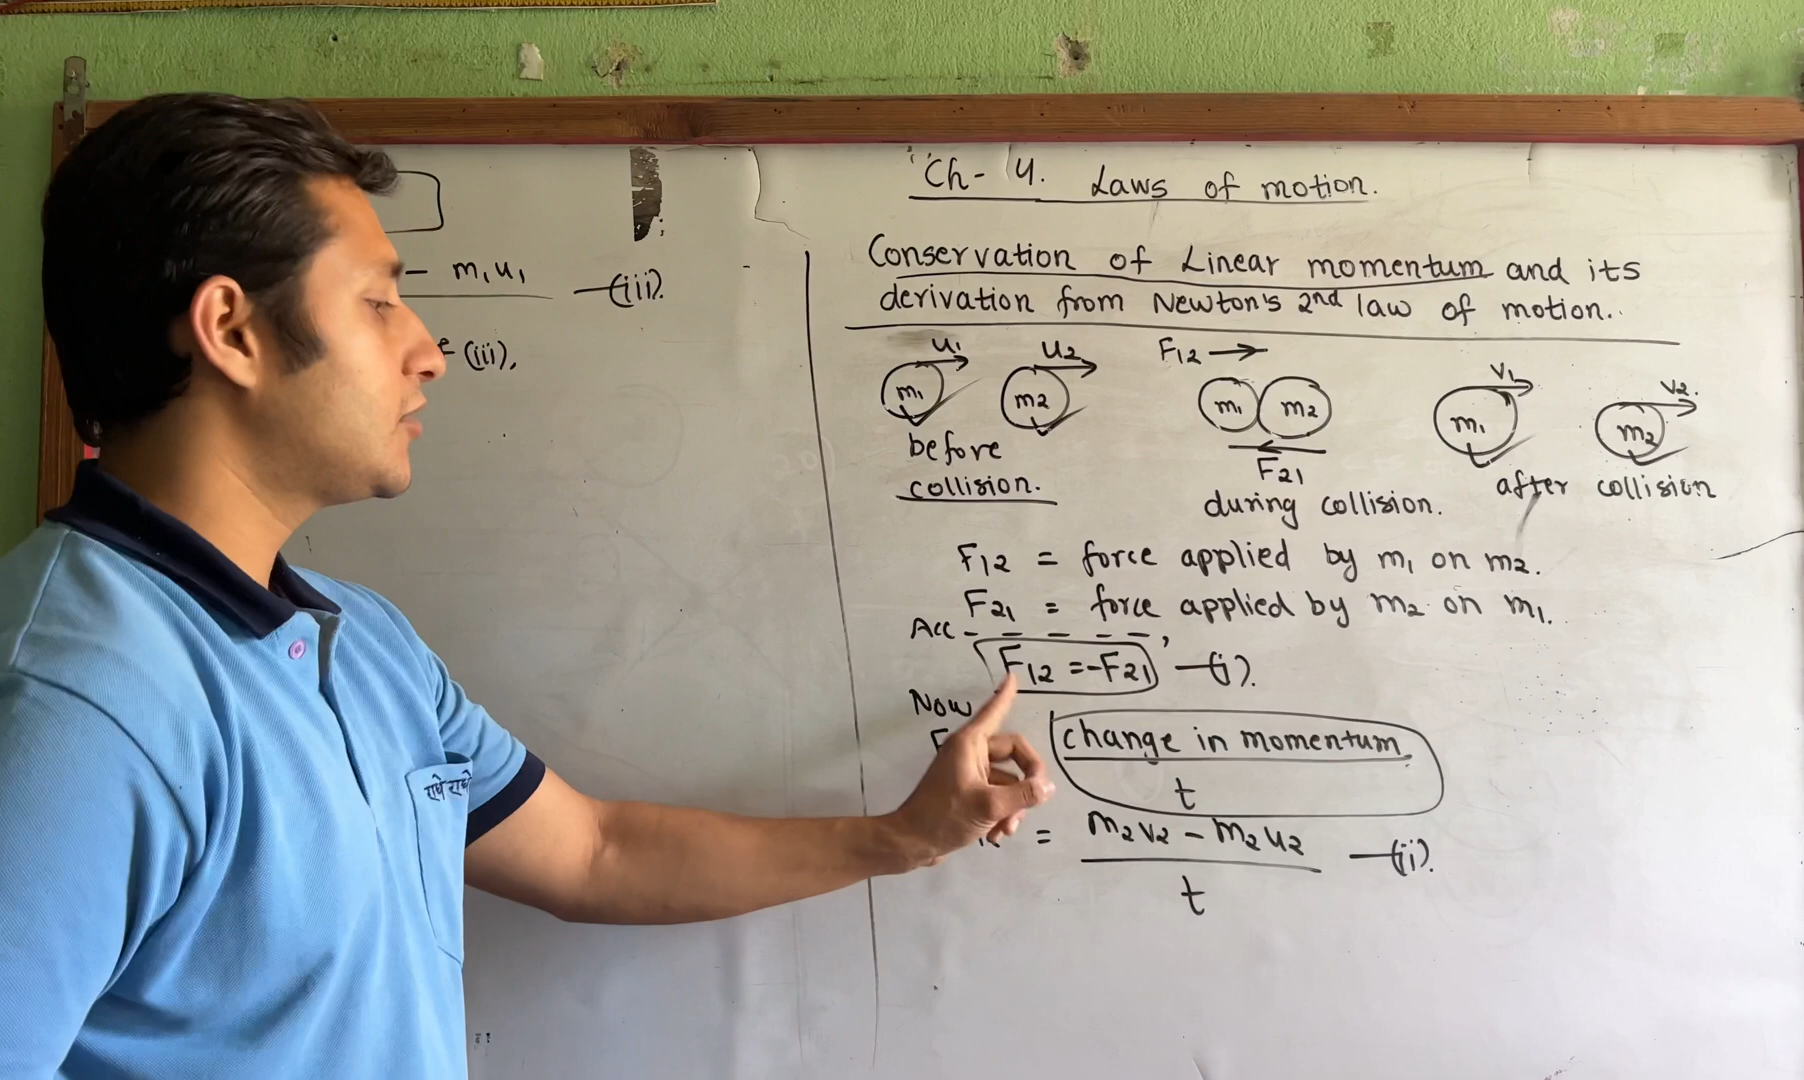 − m₁u₁ —(iii).
(iii),
Ch- 4. Laws of motion.
Conservation of Linear momentum and its
derivation from Newton's 2nd law of motion..
u₁ u₂ F₁₂ → v₁ v₂.
m₁ m₂ m₁ m₂ m₁ m₂
before
collision.
F₂₁
during collision.
after collision
F₁₂ = force applied by m₁ on m₂.
F₂₁ = force applied by m₂ on m₁.
Acc - - - - - ,
F₁₂ = -F₂₁ —(i).
Now
F
change in momentum
t
= m₂v₂ − m₂u₂ —(ii).
t
राधे राधे